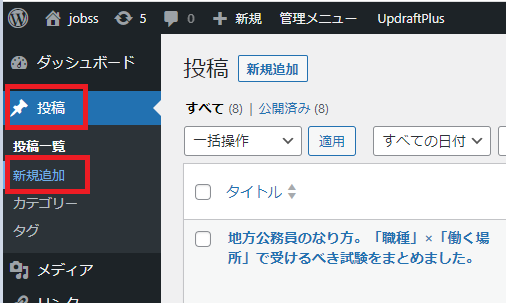 jobss 5 0 + 新規 管理メニュー UpdraftPlus
ダッシュボード
投稿
投稿一覧
新規追加
カテゴリー
タグ
メディア
リンク
投稿 新規追加
すべて (8) | 公開済み (8)
一括操作 適用 すべての日付
タイトル
地方公務員のなり方。「職種」×「働く場
所」で受けるべき試験をまとめました。